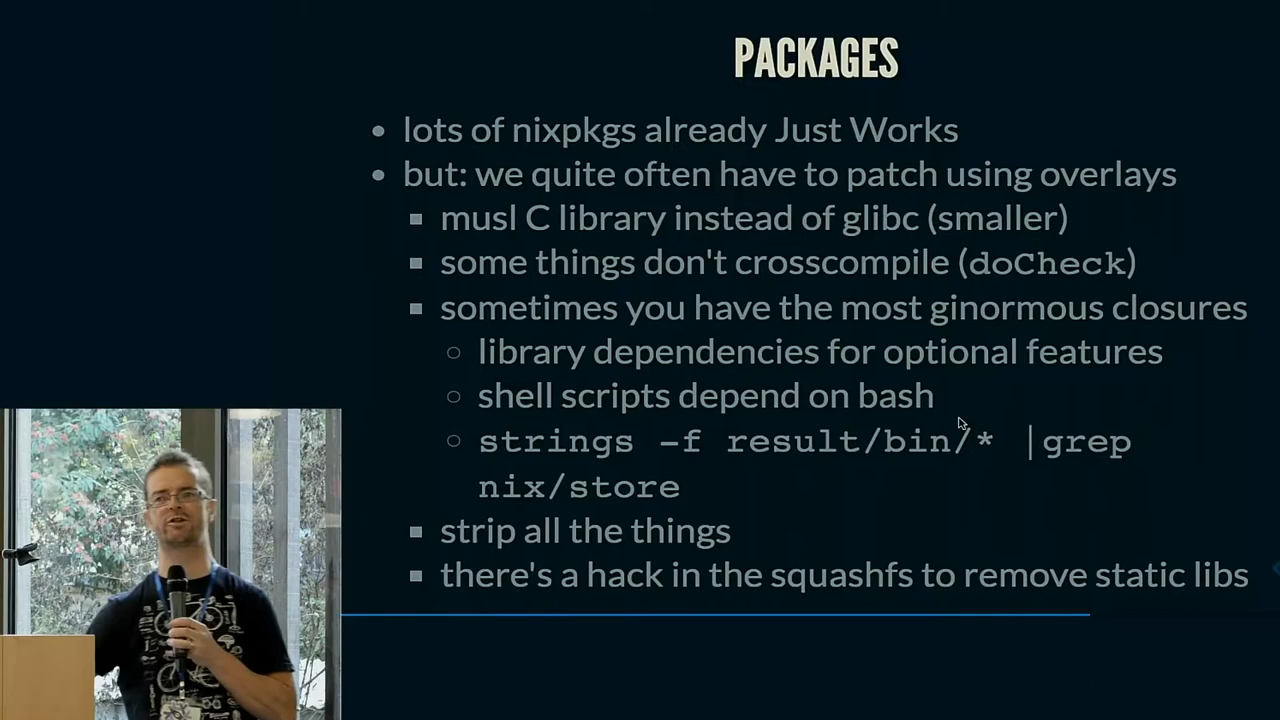 PACKAGES
lots of nixpkgs already Just Works
but: we quite often have to patch using overlays
musl C library instead of glibc (smaller)
some things don't crosscompile (doCheck)
sometimes you have the most ginormous closures
library dependencies for optional features
shell scripts depend on bash
strings -f result/bin/* |grep
nix/store
strip all the things
there's a hack in the squashfs to remove static libs